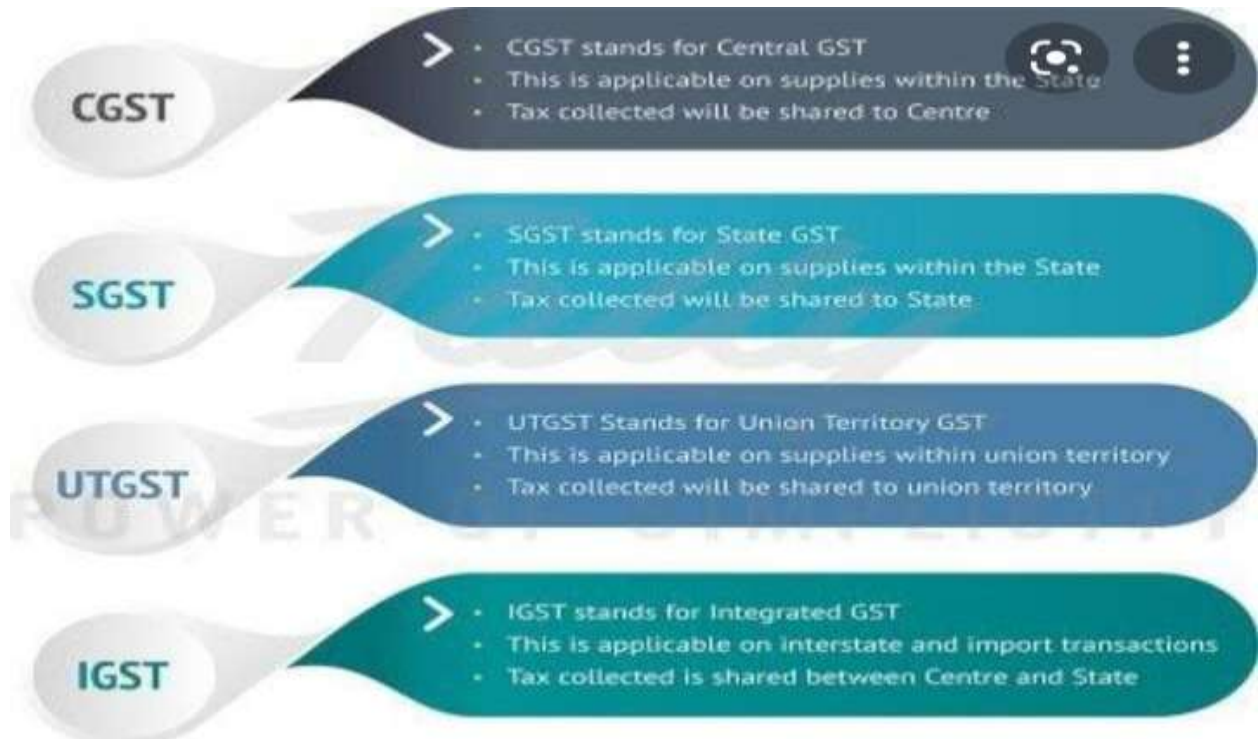 CGST
CGST stands for Central GST
This is applicable on supplies within the State
Tax collected will be shared to Centre
SGST
SGST stands for State GST
This is applicable on supplies within the State
Tax collected will be shared to State
UTGST
UTGST Stands for Union Territory GST
This is applicable on supplies within union territory
Tax collected will be shared to union territory
IGST
IGST stands for Integrated GST
This is applicable on interstate and import transactions
Tax collected is shared between Centre and State
Tally
POWER OF SIMPLICITY